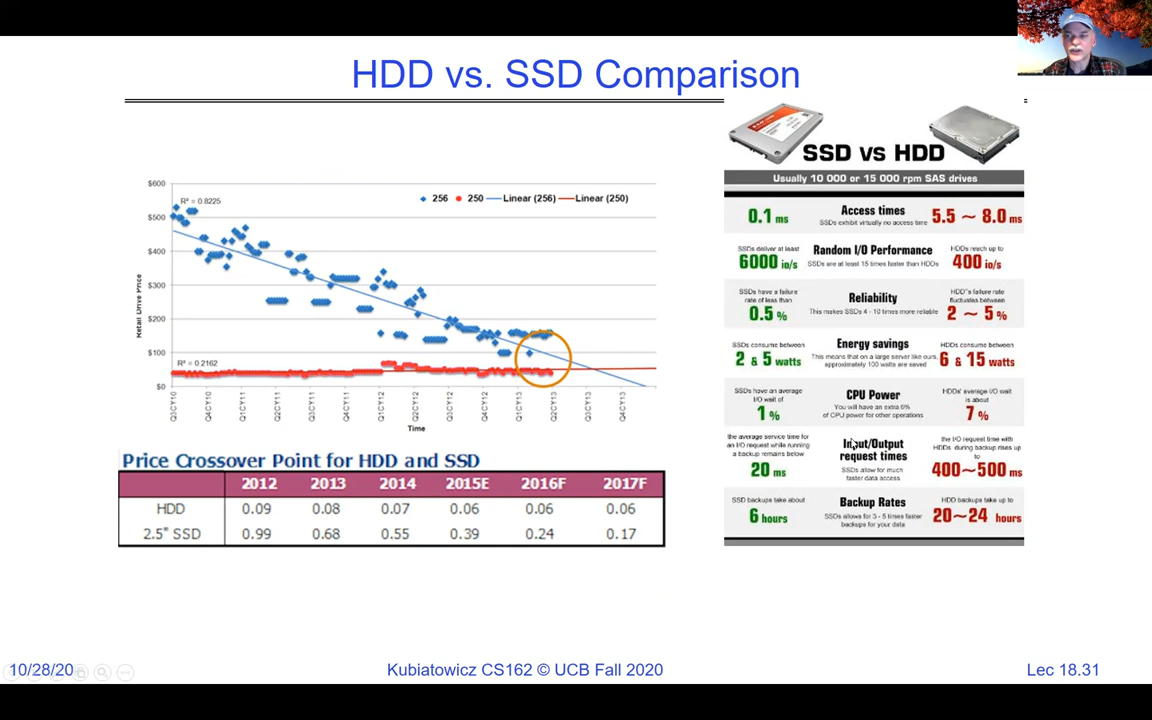 HDD vs. SSD Comparison
$600
$500
$400
$300
$200
$100
$0
R² = 0.8225
R² = 0.2162
256
250
Linear (256)
Linear (250)
Retail Drive Price
Q3CY10
Q4CY10
Q1CY11
Q2CY11
Q3CY11
Q4CY11
Q1CY12
Q2CY12
Q3CY12
Q4CY12
Q1CY13
Q2CY13
Q3CY13
Q4CY13
Time
Price Crossover Point for HDD and SSD
2012 2013 2014 2015E 2016F 2017F
HDD 0.09 0.08 0.07 0.06 0.06 0.06
2.5" SSD 0.99 0.68 0.55 0.39 0.24 0.17
SSD vs HDD
Usually 10 000 or 15 000 rpm SAS drives
0.1 ms
Access times
SSDs exhibit virtually no access time
5.5 ~ 8.0 ms
SSDs deliver at least
6000 io/s
Random I/O Performance
SSDs are at least 15 times faster than HDDs
HDDs reach up to
400 io/s
SSDs have a failure
rate of less than
0.5 %
Reliability
This makes SSDs 4 - 10 times more reliable
HDD's failure rate
fluctuates between
2 ~ 5 %
SSDs consume between
2 & 5 watts
Energy savings
This means that on a large server like ours,
approximately 100 watts are saved
HDDs consume between
6 & 15 watts
SSDs have an average
I/O wait of
1 %
CPU Power
You will have an extra 6%
of CPU power for other operations
HDDs' average I/O wait
is about
7 %
the average service time for
an I/O request while running
a backup remains below
20 ms
Input/Output
request times
SSDs allow for much
faster data access
the I/O request time with
HDDs during backup rises up
to
400~500 ms
SSD backups take about
6 hours
Backup Rates
SSDs allows for 3 - 5 times faster
backups for your data
HDD backups take up to
20~24 hours
10/28/20
Kubiatowicz CS162 © UCB Fall 2020
Lec 18.31